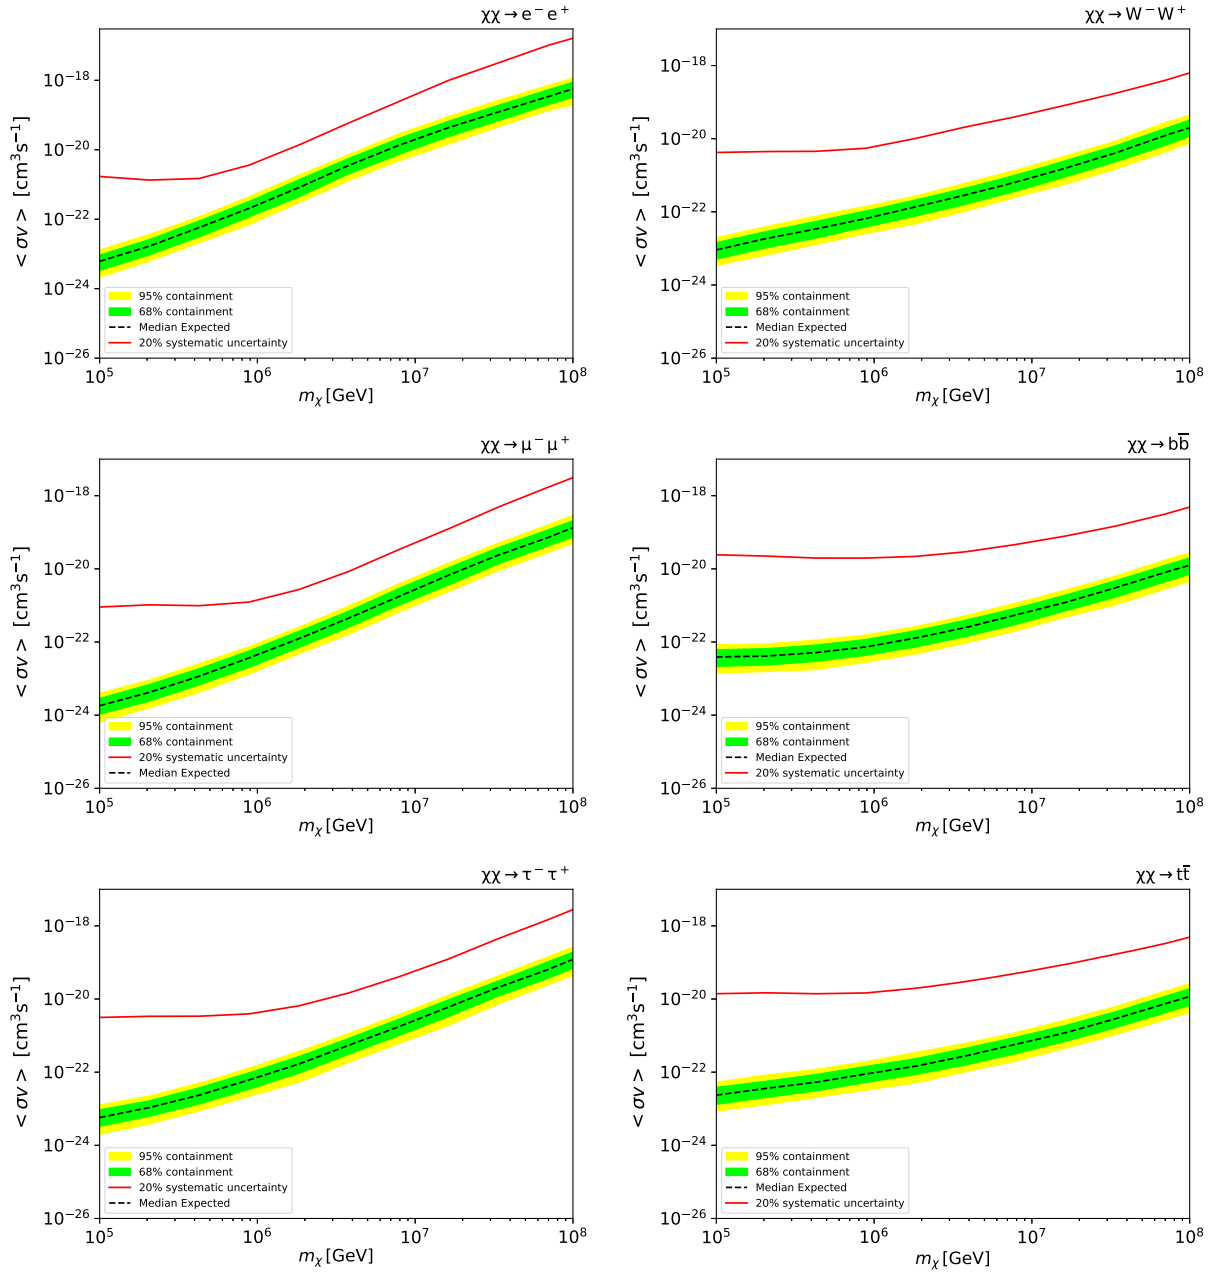 χχ → e⁻ e⁺
10⁻¹⁸
10⁻²⁰
10⁻²²
10⁻²⁴
10⁻²⁶
< σv > [cm³s⁻¹]
95% containment
68% containment
Median Expected
20% systematic uncertainty
10⁵ 10⁶ 10⁷ 10⁸
mχ [GeV]
χχ → W⁻ W⁺
10⁻¹⁸
10⁻²⁰
10⁻²²
10⁻²⁴
10⁻²⁶
< σv > [cm³s⁻¹]
95% containment
68% containment
Median Expected
20% systematic uncertainty
10⁵ 10⁶ 10⁷ 10⁸
mχ [GeV]
χχ → μ⁻ μ⁺
10⁻¹⁸
10⁻²⁰
10⁻²²
10⁻²⁴
10⁻²⁶
< σv > [cm³s⁻¹]
95% containment
68% containment
20% systematic uncertainty
Median Expected
10⁵ 10⁶ 10⁷ 10⁸
mχ [GeV]
χχ → bb̅
10⁻¹⁸
10⁻²⁰
10⁻²²
10⁻²⁴
10⁻²⁶
< σv > [cm³s⁻¹]
95% containment
68% containment
Median Expected
20% systematic uncertainty
10⁵ 10⁶ 10⁷ 10⁸
mχ [GeV]
χχ → τ⁻ τ⁺
10⁻¹⁸
10⁻²⁰
10⁻²²
10⁻²⁴
10⁻²⁶
< σv > [cm³s⁻¹]
95% containment
68% containment
20% systematic uncertainty
Median Expected
10⁵ 10⁶ 10⁷ 10⁸
mχ [GeV]
χχ → tt̅
10⁻¹⁸
10⁻²⁰
10⁻²²
10⁻²⁴
10⁻²⁶
< σv > [cm³s⁻¹]
95% containment
68% containment
Median Expected
20% systematic uncertainty
10⁵ 10⁶ 10⁷ 10⁸
mχ [GeV]